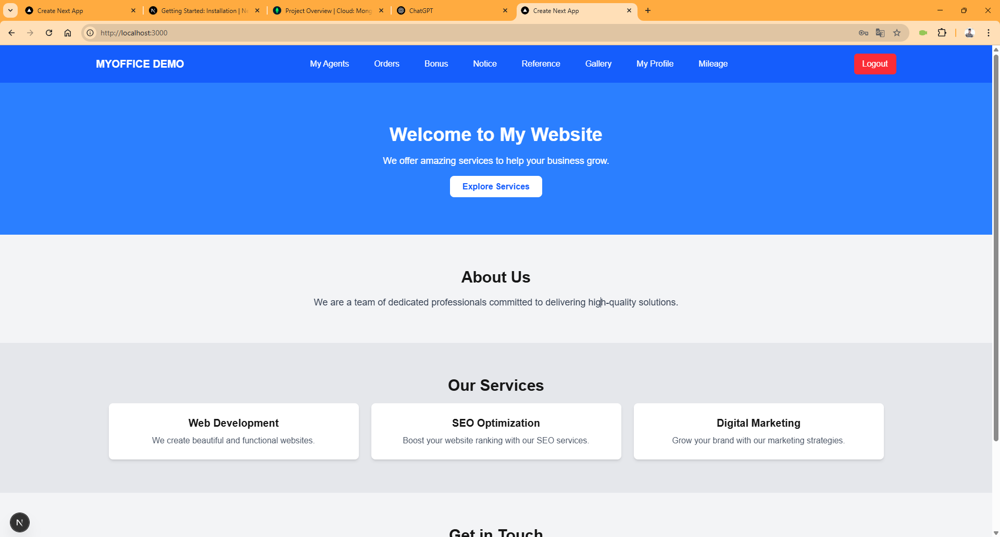 Create Next App
Getting Started: Installation | Ne
Project Overview | Cloud: Mong
ChatGPT
Create Next App
http://localhost:3000
MYOFFICE DEMO
My Agents
Orders
Bonus
Notice
Reference
Gallery
My Profile
Mileage
Logout
Welcome to My Website
We offer amazing services to help your business grow.
Explore Services
About Us
We are a team of dedicated professionals committed to delivering high-quality solutions.
Our Services
Web Development
We create beautiful and functional websites.
SEO Optimization
Boost your website ranking with our SEO services.
Digital Marketing
Grow your brand with our marketing strategies.
N
Get in Touch